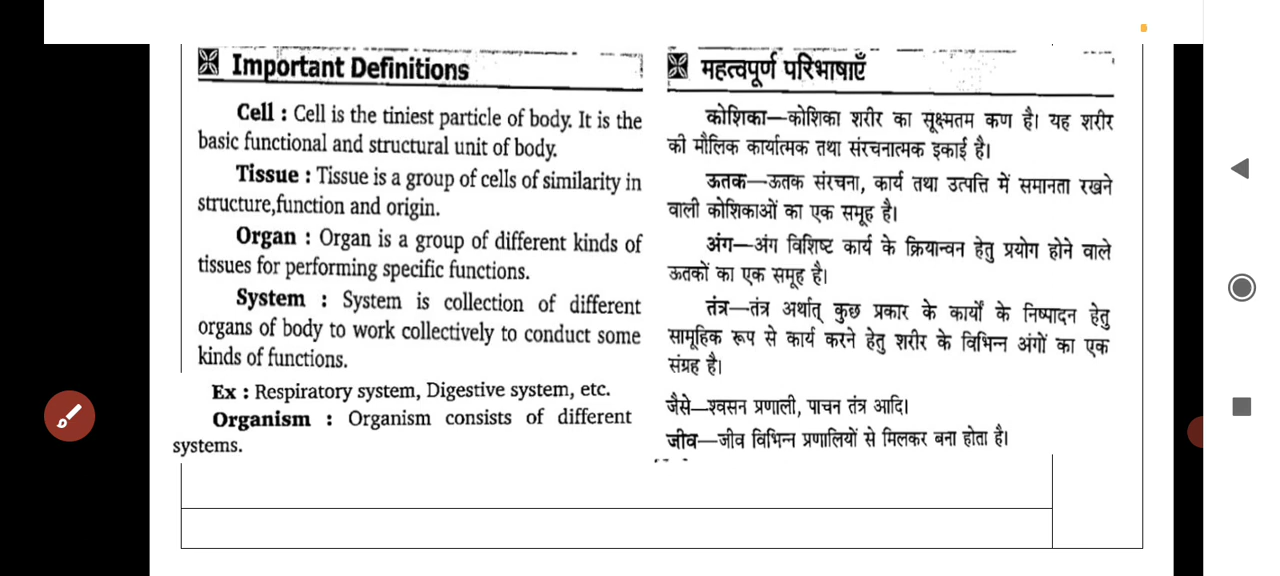 Important Definitions
Cell : Cell is the tiniest particle of body. It is the
basic functional and structural unit of body.
Tissue : Tissue is a group of cells of similarity in
structure,function and origin.
Organ : Organ is a group of different kinds of
tissues for performing specific functions.
System : System is collection of different
organs of body to work collectively to conduct some
kinds of functions.
Ex : Respiratory system, Digestive system, etc.
Organism : Organism consists of different
systems.
महत्वपूर्ण परिभाषाएँ
कोशिका—कोशिका शरीर का सूक्ष्मतम कण है। यह शरीर
की मौलिक कार्यात्मक तथा संरचनात्मक इकाई है।
ऊतक—ऊतक संरचना, कार्य तथा उत्पत्ति में समानता रखने
वाली कोशिकाओं का एक समूह है।
अंग—अंग विशिष्ट कार्य के क्रियान्वन हेतु प्रयोग होने वाले
ऊतकों का एक समूह है।
तंत्र—तंत्र अर्थात् कुछ प्रकार के कार्यों के निष्पादन हेतु
सामूहिक रूप से कार्य करने हेतु शरीर के विभिन्न अंगों का एक
संग्रह है।
जैसे—श्वसन प्रणाली, पाचन तंत्र आदि।
जीव—जीव विभिन्न प्रणालियों से मिलकर बना होता है।